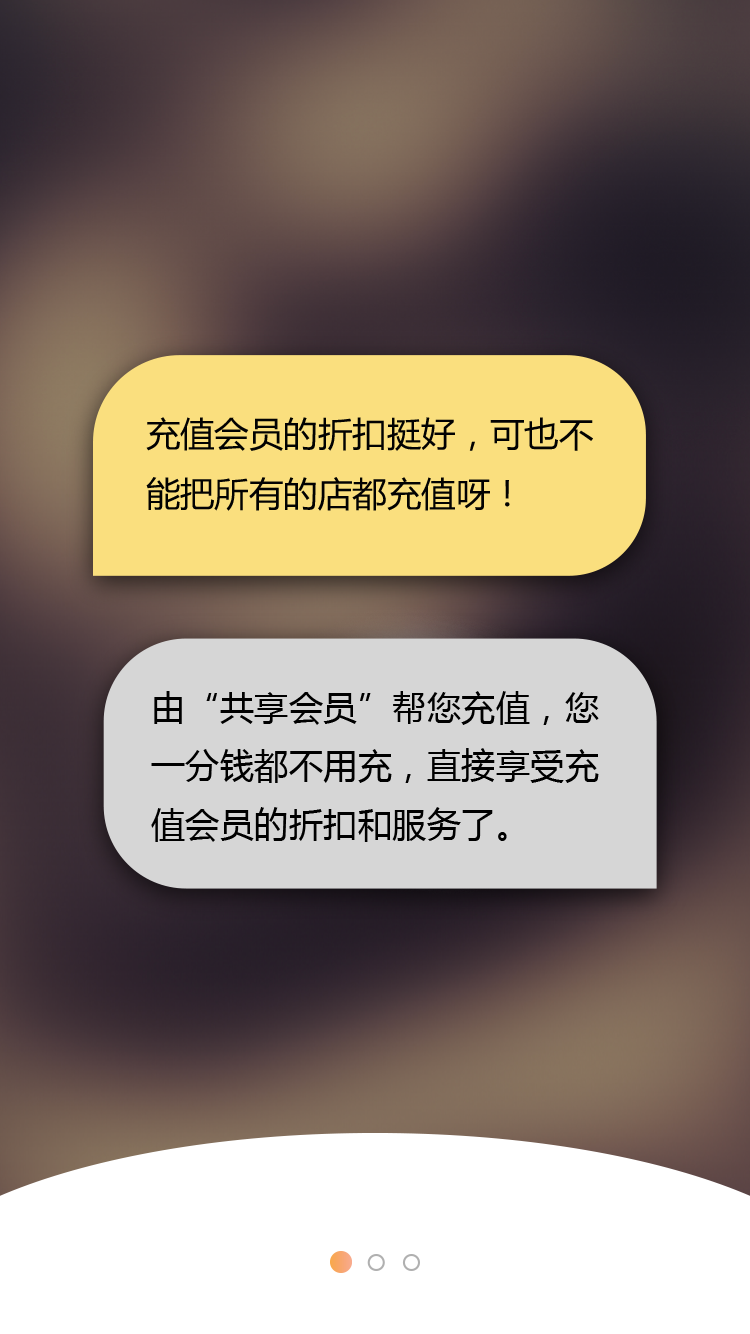 充值会员的折扣挺好，可也不
能把所有的店都充值呀！
由“共享会员”帮您充值，您
一分钱都不用充，直接享受充
值会员的折扣和服务了。